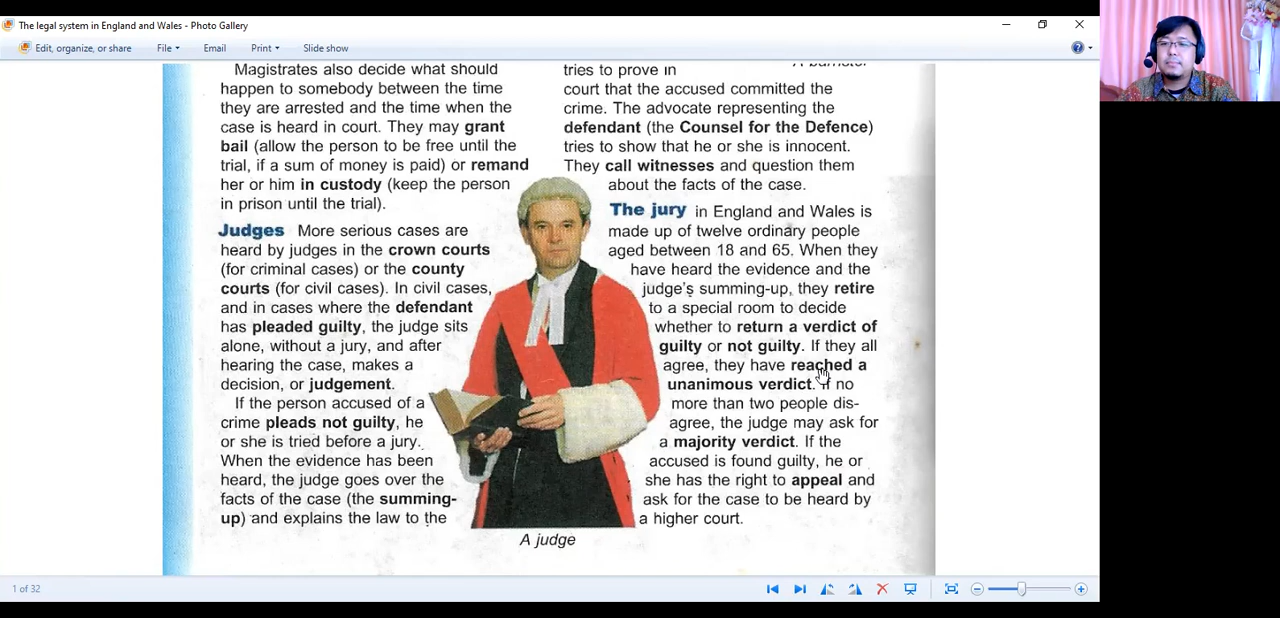 The legal system in England and Wales - Photo Gallery
Edit, organize, or share
File
Email
Print
Slide show
Magistrates also decide what should
happen to somebody between the time
they are arrested and the time when the
case is heard in court. They may grant
bail (allow the person to be free until the
trial, if a sum of money is paid) or remand
her or him in custody (keep the person
in prison until the trial).
Judges More serious cases are
heard by judges in the crown courts
(for criminal cases) or the county
courts (for civil cases). In civil cases,
and in cases where the defendant
has pleaded guilty, the judge sits
alone, without a jury, and after
hearing the case, makes a
decision, or judgement.
If the person accused of a
crime pleads not guilty, he
or she is tried before a jury.
When the evidence has been
heard, the judge goes over the
facts of the case (the summing-
up) and explains the law to the
A judge
A barrister
tries to prove in
court that the accused committed the
crime. The advocate representing the
defendant (the Counsel for the Defence)
tries to show that he or she is innocent.
They call witnesses and question them
about the facts of the case.
The jury in England and Wales is
made up of twelve ordinary people
aged between 18 and 65. When they
have heard the evidence and the
judge's summing-up, they retire
to a special room to decide
whether to return a verdict of
guilty or not guilty. If they all
agree, they have reached a
unanimous verdict. If no
more than two people dis-
agree, the judge may ask for
a majority verdict. If the
accused is found guilty, he or
she has the right to appeal and
ask for the case to be heard by
a higher court.
1 of 32